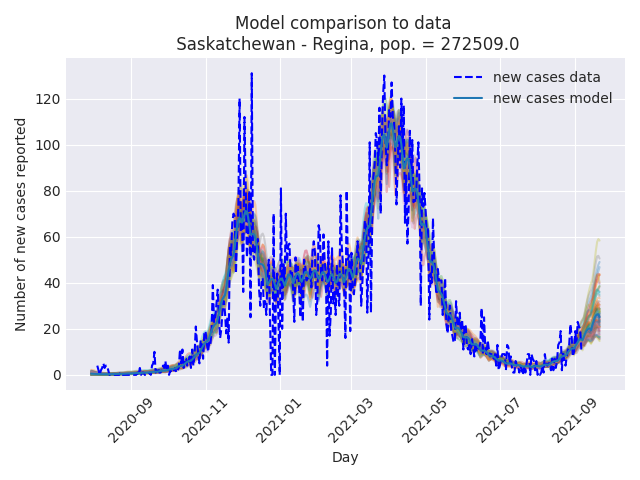 Model comparison to data
Saskatchewan - Regina, pop. = 272509.0
new cases data
new cases model
Number of new cases reported
120
100
80
60
40
20
0
2020-09
2020-11
2021-01
2021-03
2021-05
2021-07
2021-09
Day